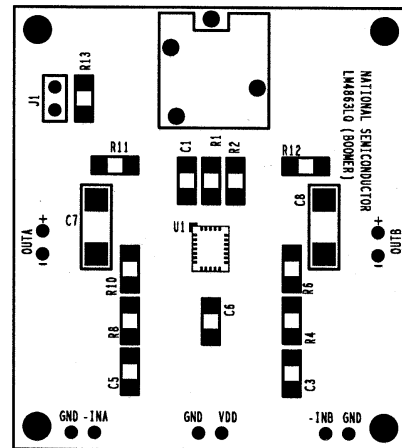 R13
J1
R11
C1
R1
R2
R12
NATIONAL SEMICONDUCTOR
LM4863LQ (BOOMER)
C7
C8
U1
OUTA
+
-
+
-
OUTB
R10
R6
R8
C6
R4
C5
C3
GND -INA
GND VDD
-INB GND